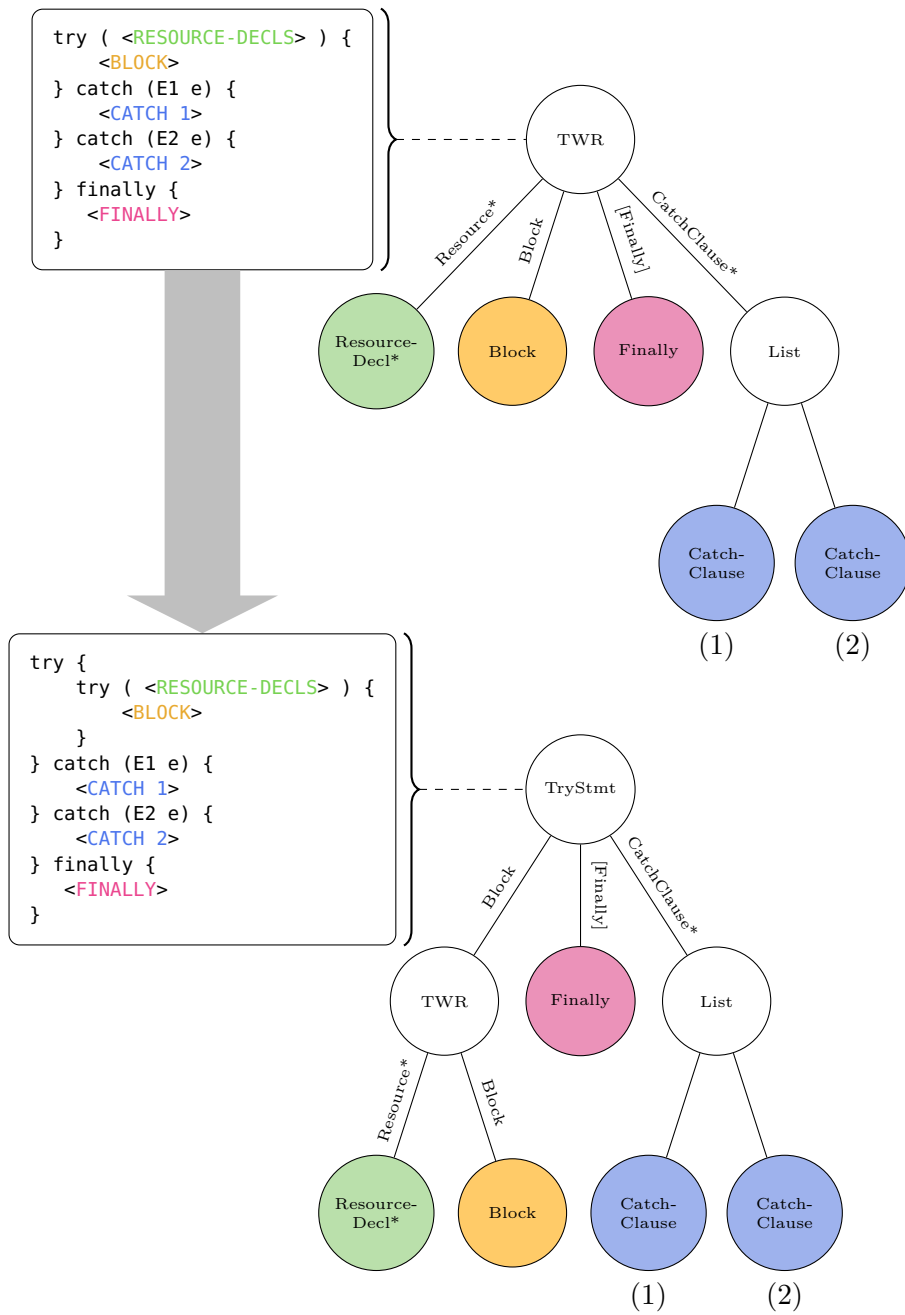 try ( <RESOURCE-DECLS> ) {
    <BLOCK>
} catch (E1 e) {
    <CATCH 1>
} catch (E2 e) {
    <CATCH 2>
} finally {
   <FINALLY>
}
TWR
Resource*
Block
[Finally]
CatchClause*
Resource-
Decl*
Block
Finally
List
Catch-
Clause
Catch-
Clause
(1)
(2)
try {
    try ( <RESOURCE-DECLS> ) {
        <BLOCK>
    }
} catch (E1 e) {
    <CATCH 1>
} catch (E2 e) {
    <CATCH 2>
} finally {
   <FINALLY>
}
TryStmt
Block
[Finally]
CatchClause*
TWR
Finally
List
Resource*
Block
Resource-
Decl*
Block
Catch-
Clause
Catch-
Clause
(1)
(2)